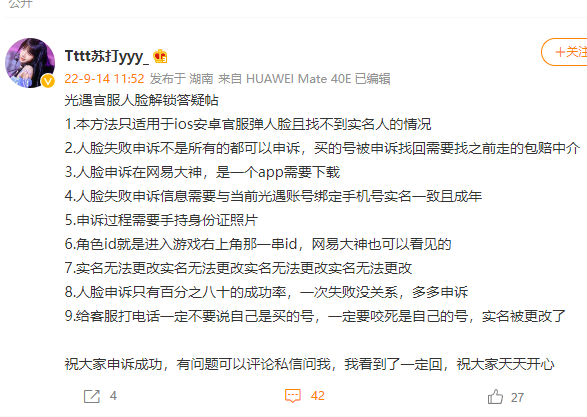 公开
Tttt苏打yyy_
+关注
22-9-14 11:52 发布于 湖南 来自 HUAWEI Mate 40E 已编辑
光遇官服人脸解锁答疑帖
1.本方法只适用于ios安卓官服弹人脸且找不到实名人的情况
2.人脸失败申诉不是所有的都可以申诉，买的号被申诉找回需要找之前走的包赔中介
3.人脸申诉在网易大神，是一个app需要下载
4.人脸失败申诉信息需要与当前光遇账号绑定手机号实名一致且成年
5.申诉过程需要手持身份证照片
6.角色id就是进入游戏右上角那一串id，网易大神也可以看见的
7.实名无法更改实名无法更改实名无法更改实名无法更改
8.人脸申诉只有百分之八十的成功率，一次失败没关系，多多申诉
9.给客服打电话一定不要说自己是买的号，一定要咬死是自己的号，实名被更改了
祝大家申诉成功，有问题可以评论私信问我，我看到了一定回，祝大家天天开心
4 42 27